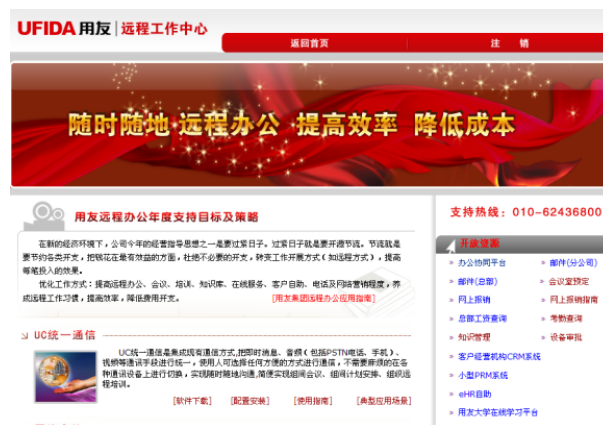 UFIDA 用友 远程工作中心
返回首页 注 销
随时随地·远程办公 提高效率 降低成本
用友远程办公年度支持目标及策略
在新的经济环境下，公司今年的经营指导思想之一是要过紧日子。过紧日子就是要开源节流。节流就是
要节约各类开支，把钱花在最有效益的方面，杜绝不必要的开支，转变工作开展方式（如远程方式），提高
每笔投入的效果。
优化工作方式：提高远程办公、会议、培训、知识库、在线服务、客户自助、电话及网络营销程度，养
成远程工作习惯，提高效率，降低费用开支。 [用友集团远程办公应用指南]
UC统一通信
UC统一通信是集成现有通信方式,把即时消息、音频（包括PSTN电话、手机）、
视频等通讯手段进行统一，使用人可选择任何方便的方式进行通信，不需要麻烦的在各
种通讯设备上进行切换，实现随时随地沟通,简便实现组间会议、组间计划安排、组织远
程培训。
[软件下载] [配置安装] [使用指南] [典型应用场景]
支持热线：010-62436800
开放资源
» 办公协同平台 » 邮件(分公司)
» 邮件(总部) » 会议室预定
» 网上报销 » 网上报销指南
» 总部工资查询 » 考勤查询
» 知识管理 » 设备审批
» 客户经营机构CRM系统
» 小型PRM系统
» eHR自助
» 用友大学在线学习平台